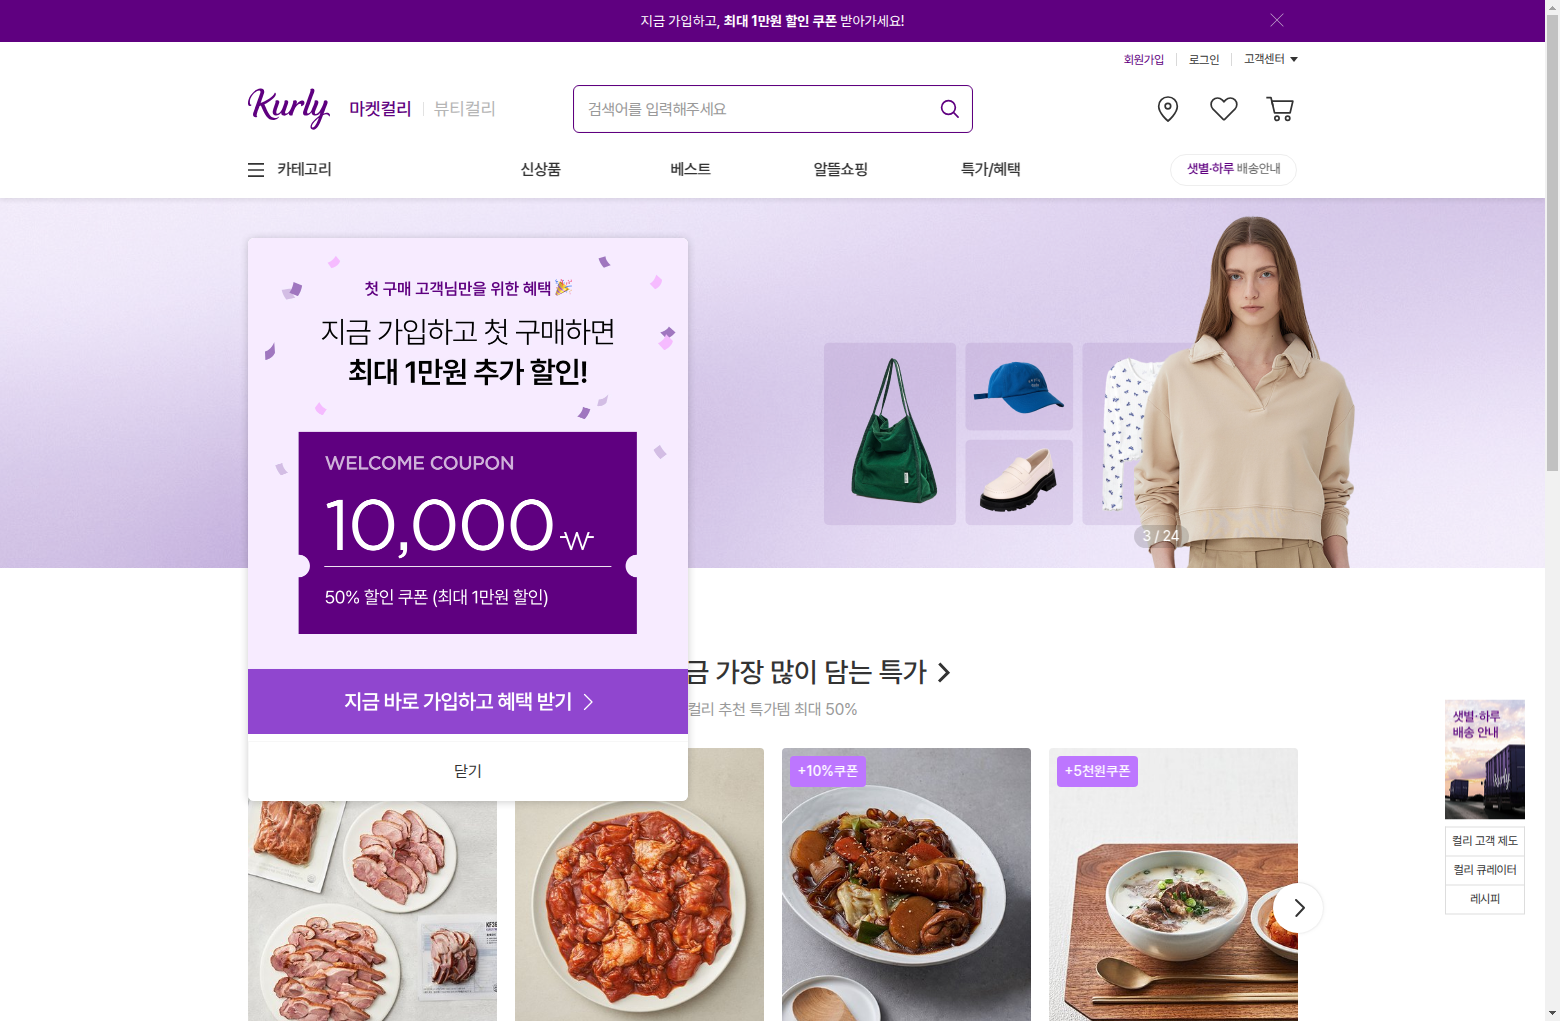 지금 가입하고, 최대 1만원 할인 쿠폰 받아가세요!
회원가입
로그인
고객센터
Kurly
마켓컬리
뷰티컬리
검색어를 입력해주세요
카테고리
신상품
베스트
알뜰쇼핑
특가/혜택
샛별·하루 배송안내
첫 구매 고객님만을 위한 혜택
지금 가입하고 첫 구매하면
최대 1만원 추가 할인!
WELCOME COUPON
10,000₩
50% 할인 쿠폰 (최대 1만원 할인)
지금 바로 가입하고 혜택 받기
닫기
3 / 24
금 가장 많이 담는 특가
컬리 추천 특가템 최대 50%
+10%쿠폰
+5천원쿠폰
샛별·하루
배송 안내
Kurly
컬리 고객 제도
컬리 큐레이터
레시피